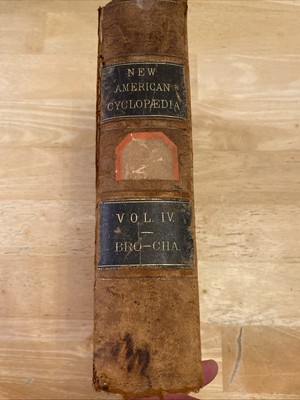 NEW
AMERICAN
CYCLOPÆDIA
VOL. IV.
BRO-CHA.